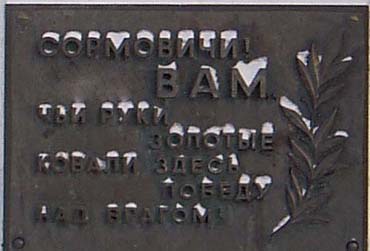 СОРМОВИЧИ!
ВАМ,
ЧЬИ РУКИ
ЗОЛОТЫЕ
КОВАЛИ ЗДЕСЬ
ПОБЕДУ
НАД ВРАГОМ!